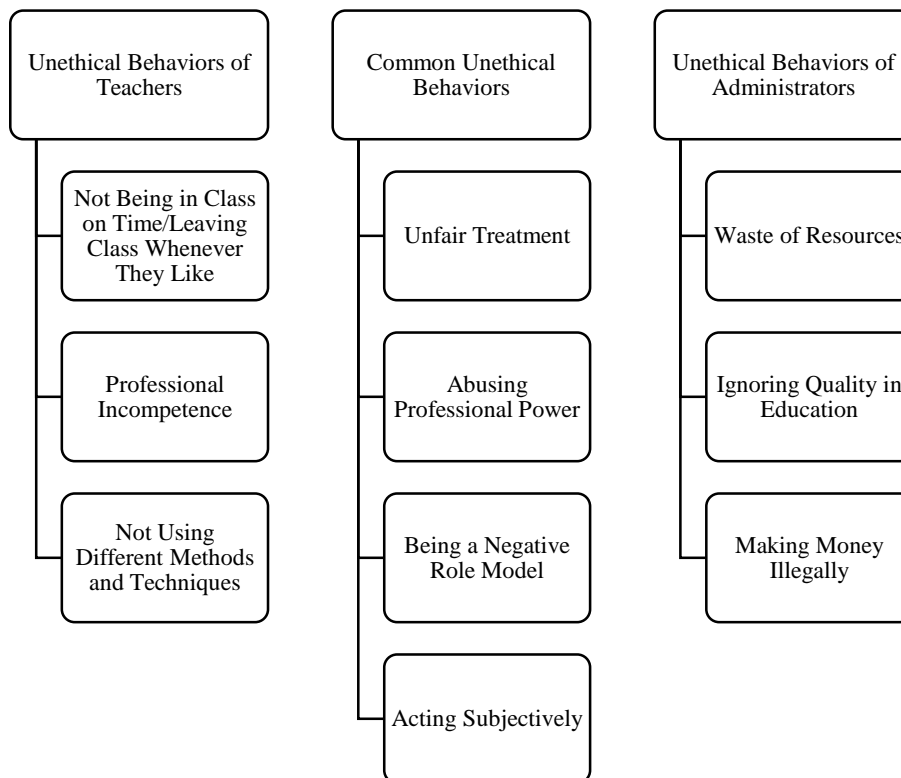 Unethical Behaviors of
Teachers
Not Being in Class
on Time/Leaving
Class Whenever
They Like
Professional
Incompetence
Not Using
Different Methods
and Techniques
Common Unethical
Behaviors
Unfair Treatment
Abusing
Professional Power
Being a Negative
Role Model
Acting Subjectively
Unethical Behaviors of
Administrators
Waste of Resources
Ignoring Quality in
Education
Making Money
Illegally